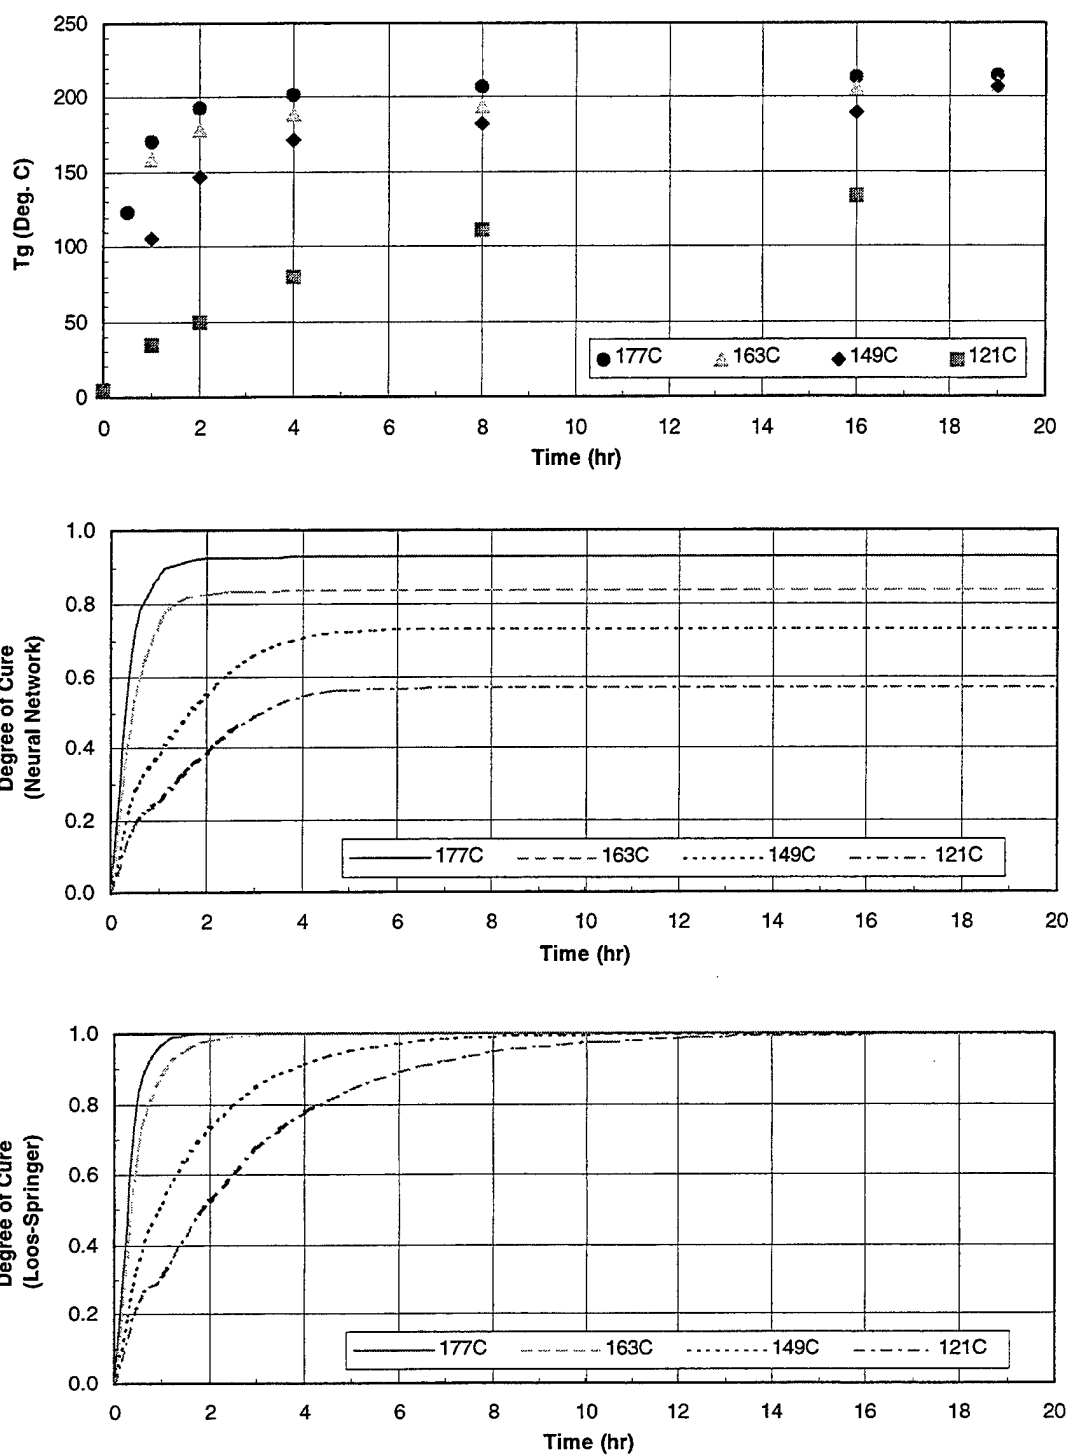 250
200
150
100
50
0
Tg (Deg. C)
177C 163C 149C 121C
0 2 4 6 8 10 12 14 16 18 20
Time (hr)
1.0
0.8
0.6
0.4
0.2
0.0
Degree of Cure
(Neural Network)
177C 163C 149C 121C
0 2 4 6 8 10 12 14 16 18 20
Time (hr)
1.0
0.8
0.6
0.4
0.2
0.0
Degree of Cure
(Loos-Springer)
177C 163C 149C 121C
0 2 4 6 8 10 12 14 16 18 20
Time (hr)